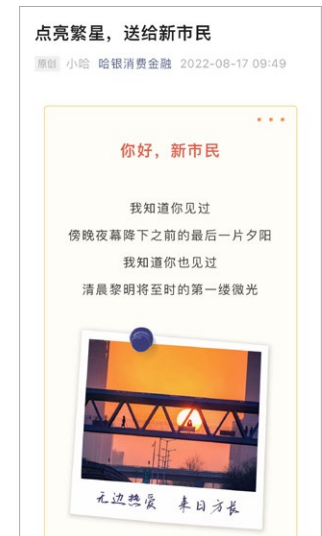 点亮繁星，送给新市民
原创 小哈 哈银消费金融 2022-08-17 09:49
你好，新市民
我知道你见过
傍晚夜幕降下之前的最后一片夕阳
我知道你也见过
清晨黎明将至时的第一缕微光
无边热爱 来日方长